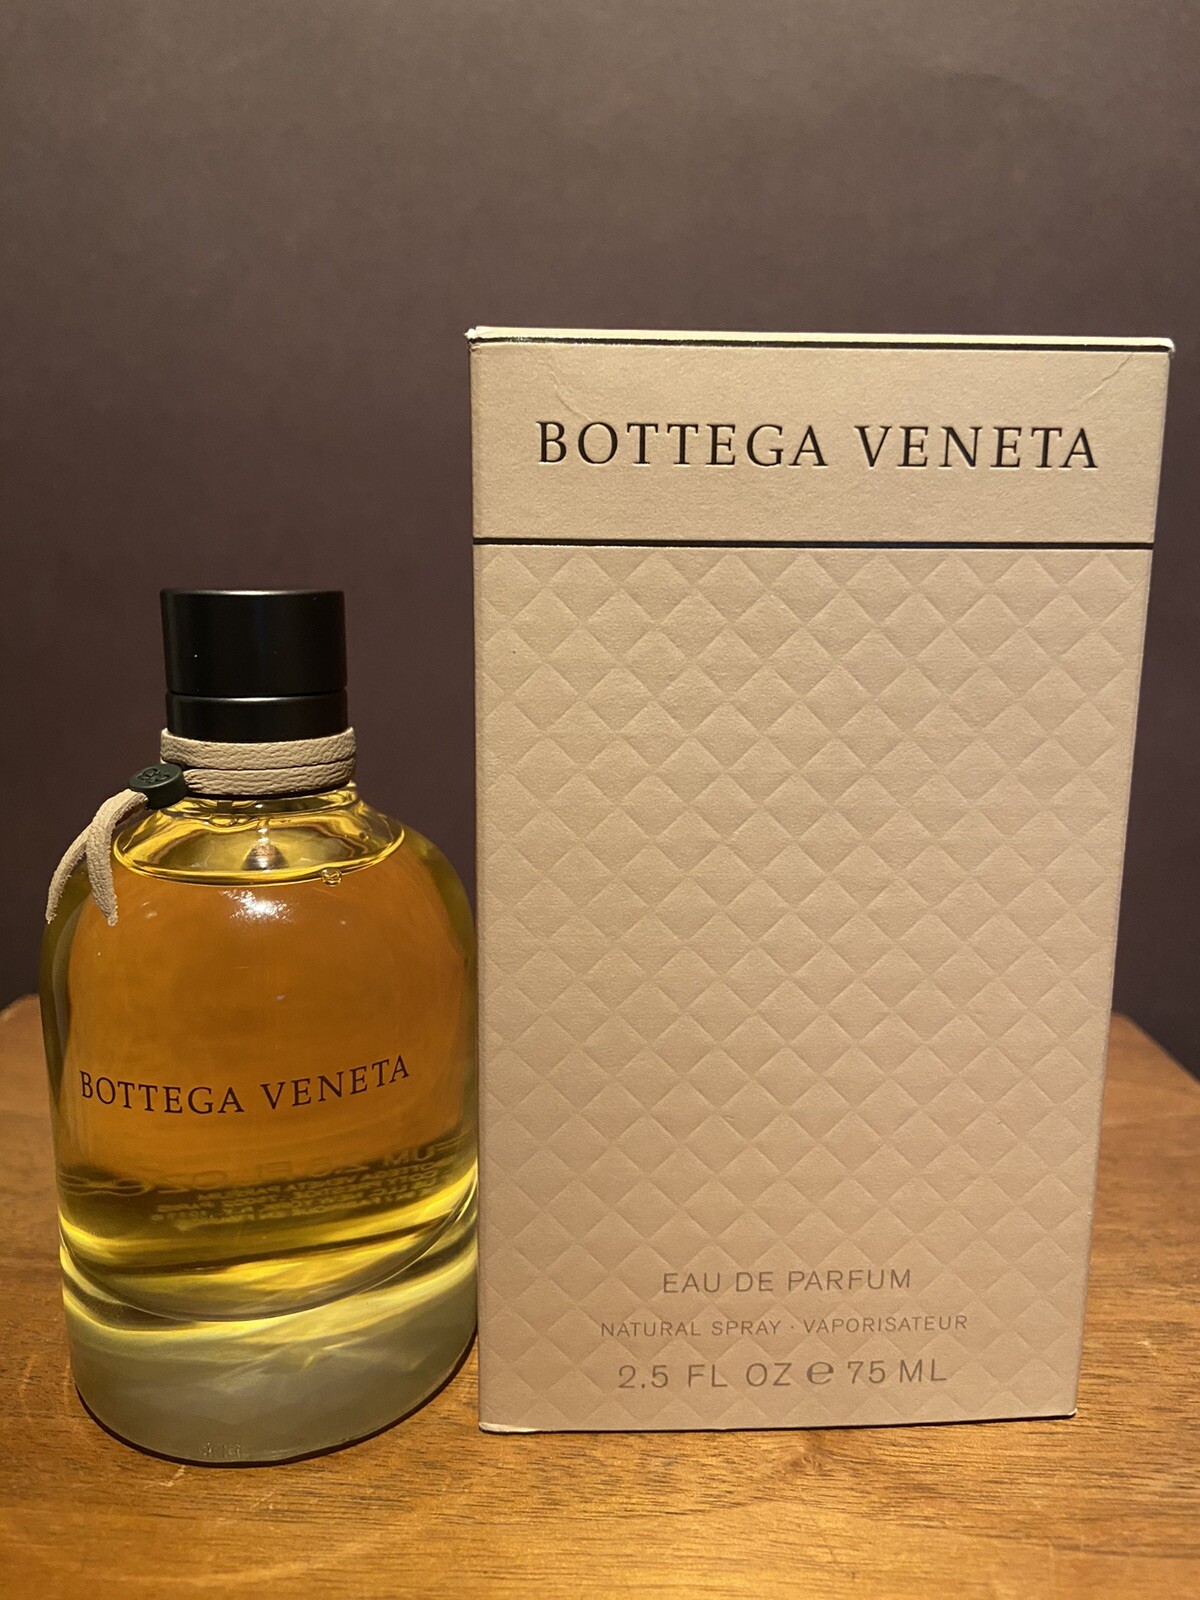 BOTTEGA VENETA
EAU DE PARFUM
NATURAL SPRAY · VAPORISATEUR
2.5 FL OZ ℮ 75 ML
BOTTEGA VENETA